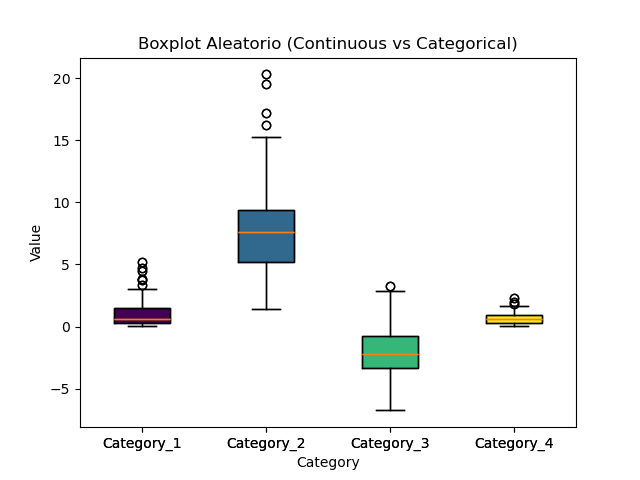 Boxplot Aleatorio (Continuous vs Categorical)
20
15
10
5
0
−5
Value
Category_1 Category_2 Category_3 Category_4
Category